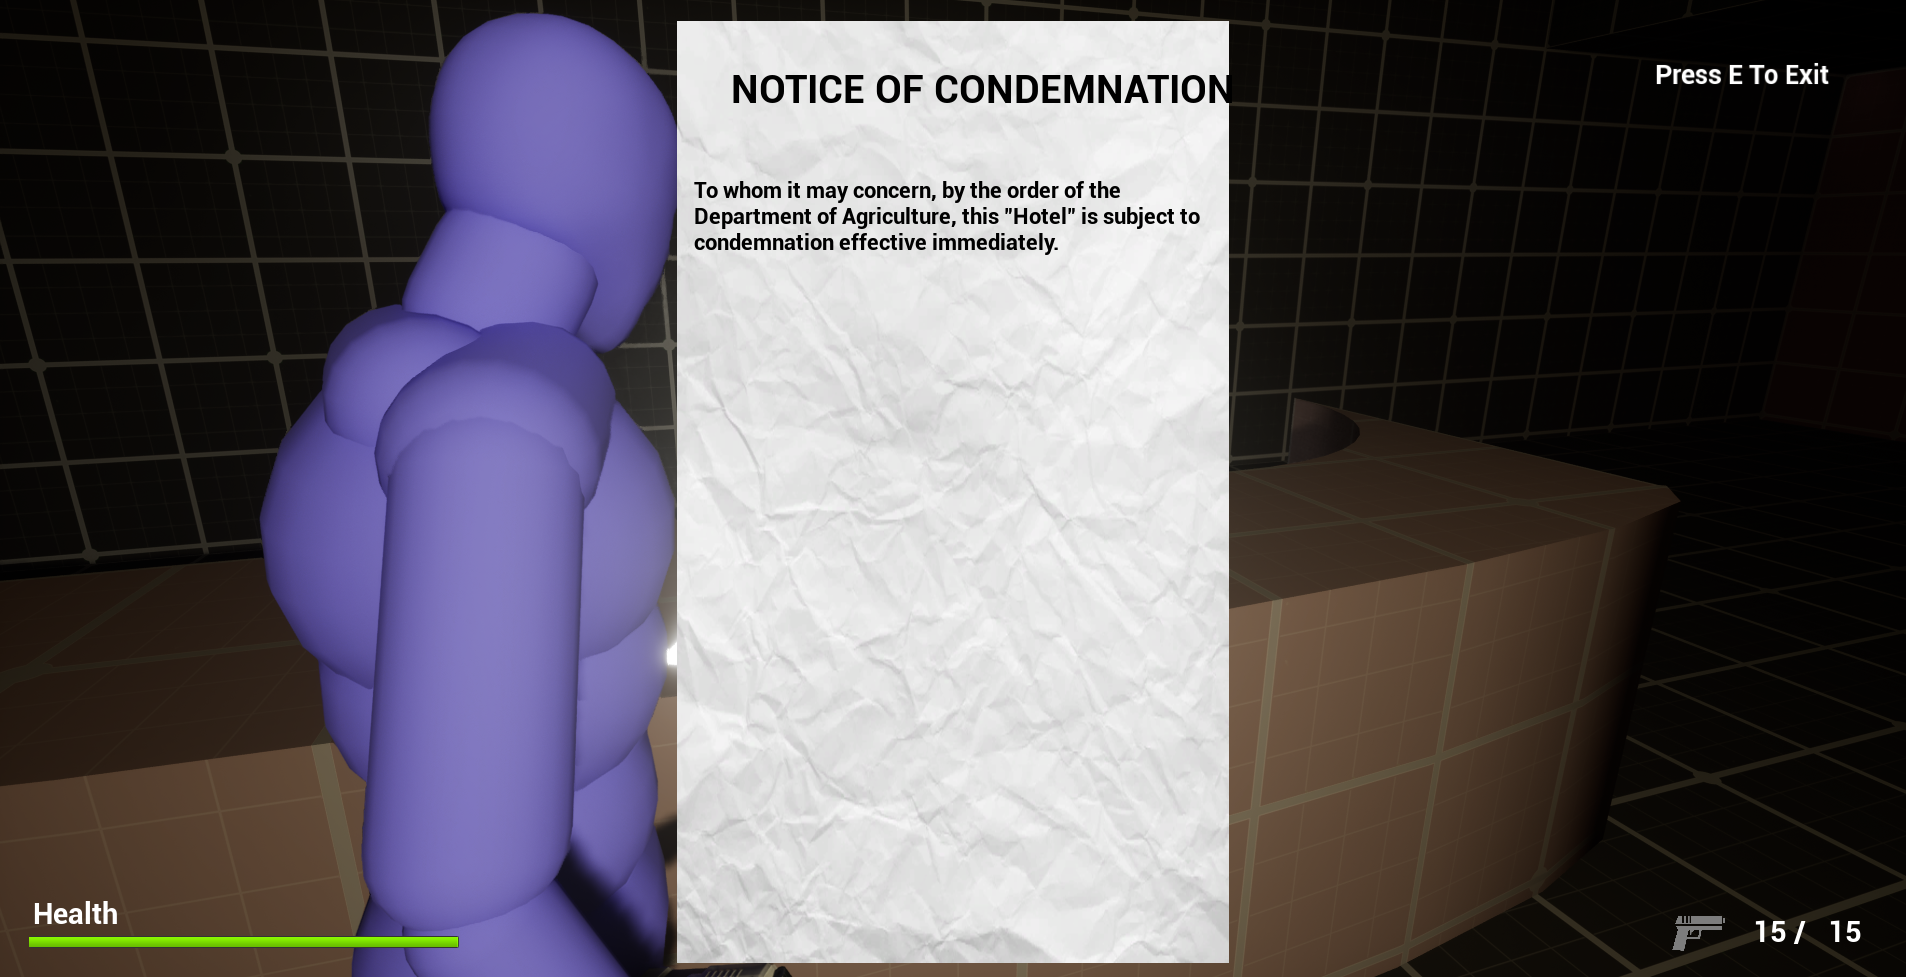 NOTICE OF CONDEMNATION
Press E To Exit
To whom it may concern, by the order of the
Department of Agriculture, this "Hotel" is subject to
condemnation effective immediately.
Health
15 / 15